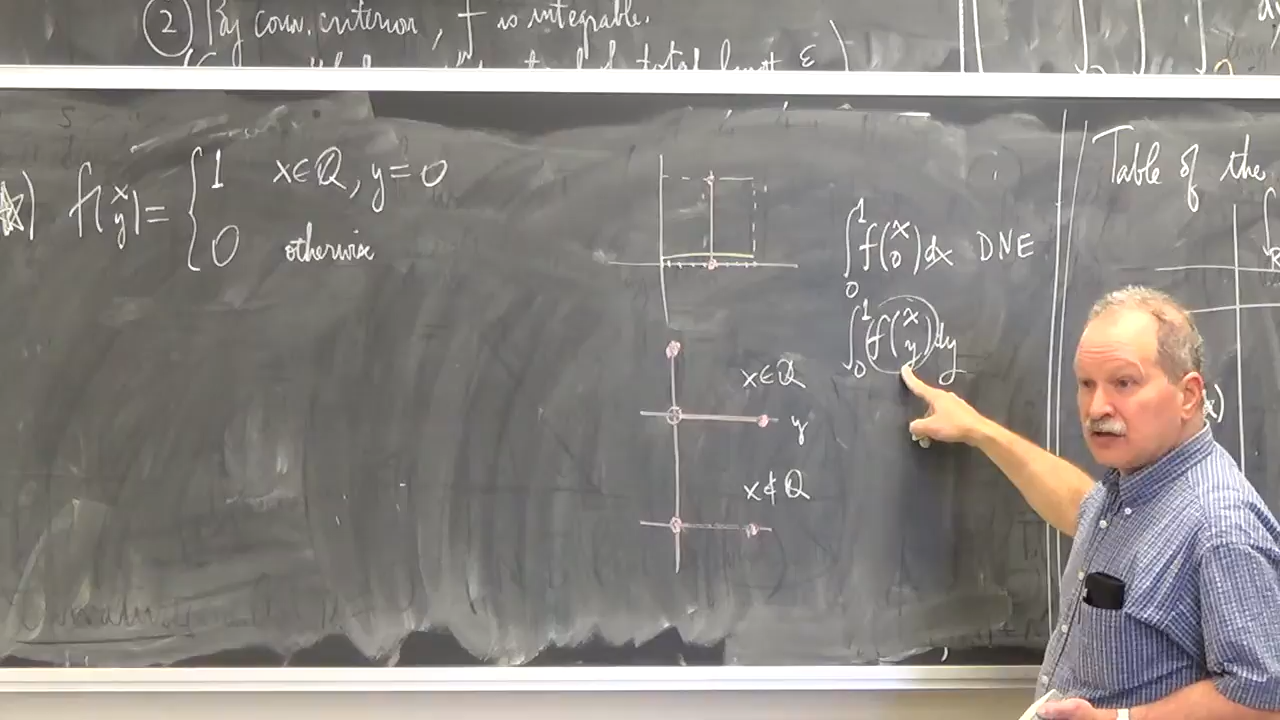 ② By conv. criterion, f is integrable.
total ε
f(x y) = { 1 x∈ℚ, y=0
0 otherwise
∫₀¹ f(x 0) dx DNE
∫₀¹ f(x y) dy
x∈ℚ
y
x∉ℚ
Table of the